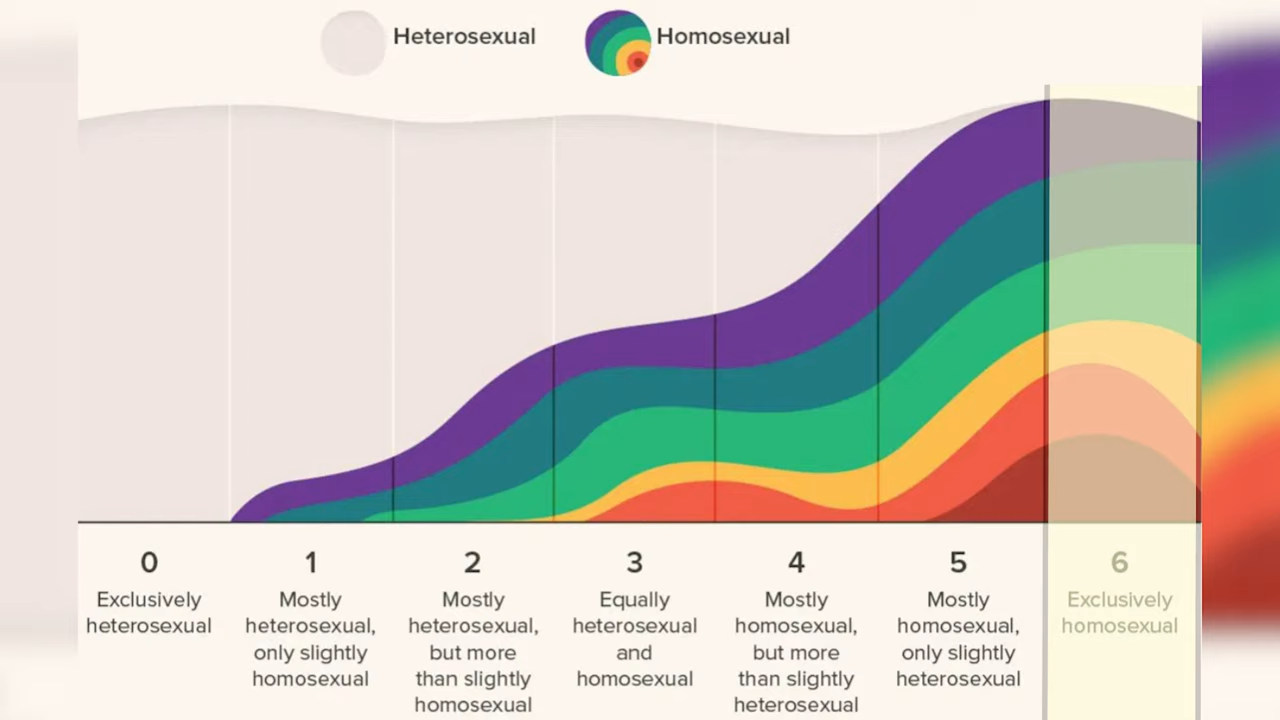 Heterosexual
Homosexual
0
Exclusively
heterosexual
1
Mostly
heterosexual,
only slightly
homosexual
2
Mostly
heterosexual,
but more
than slightly
homosexual
3
Equally
heterosexual
and
homosexual
4
Mostly
homosexual,
but more
than slightly
heterosexual
5
Mostly
homosexual,
only slightly
heterosexual
6
Exclusively
homosexual